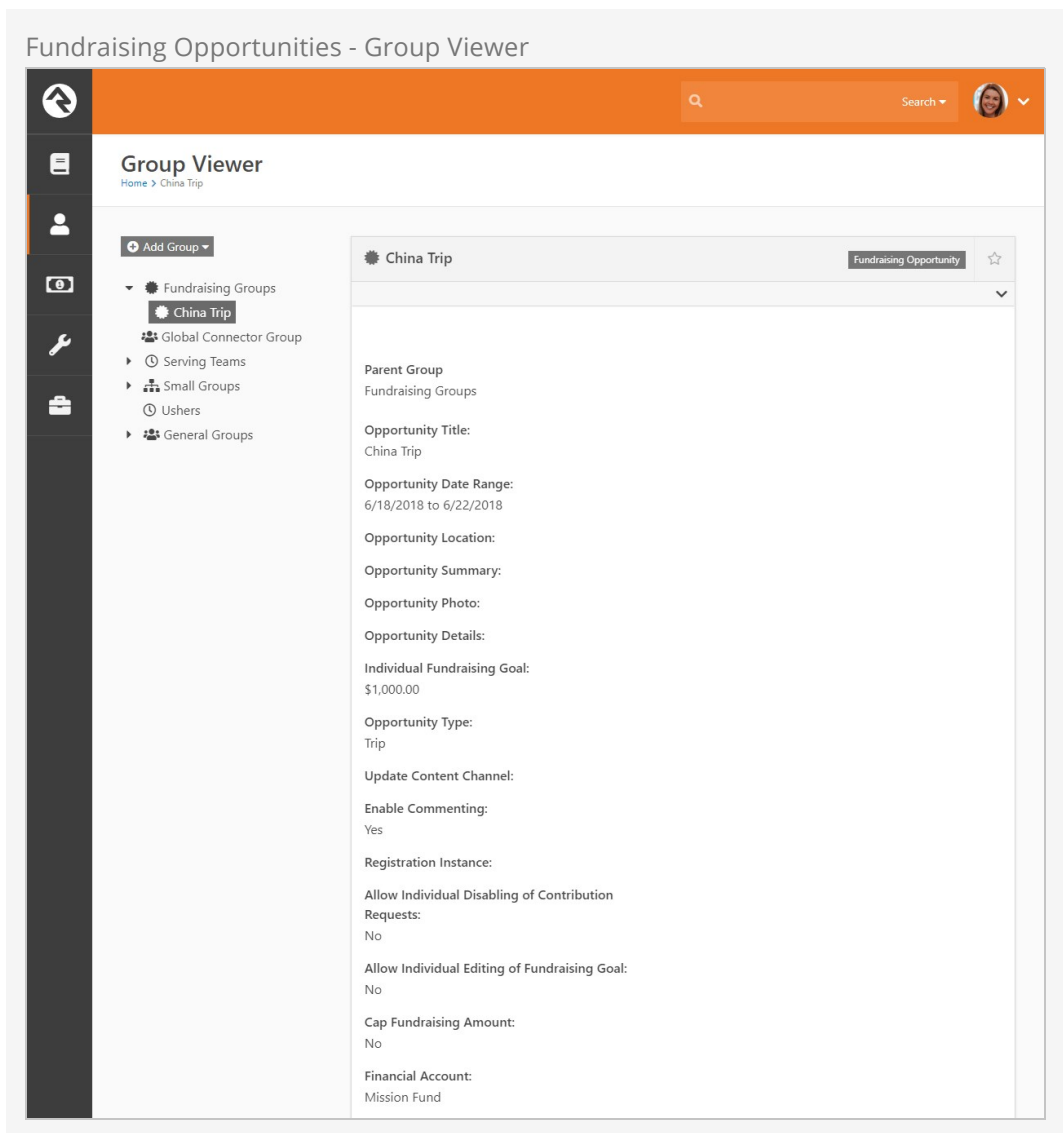 Fundraising Opportunities - Group Viewer
Search
Group Viewer
Home > China Trip
Add Group
Fundraising Groups
China Trip
Global Connector Group
Serving Teams
Small Groups
Ushers
General Groups
China Trip
Fundraising Opportunity
Parent Group
Fundraising Groups
Opportunity Title:
China Trip
Opportunity Date Range:
6/18/2018 to 6/22/2018
Opportunity Location:
Opportunity Summary:
Opportunity Photo:
Opportunity Details:
Individual Fundraising Goal:
$1,000.00
Opportunity Type:
Trip
Update Content Channel:
Enable Commenting:
Yes
Registration Instance:
Allow Individual Disabling of Contribution
Requests:
No
Allow Individual Editing of Fundraising Goal:
No
Cap Fundraising Amount:
No
Financial Account:
Mission Fund